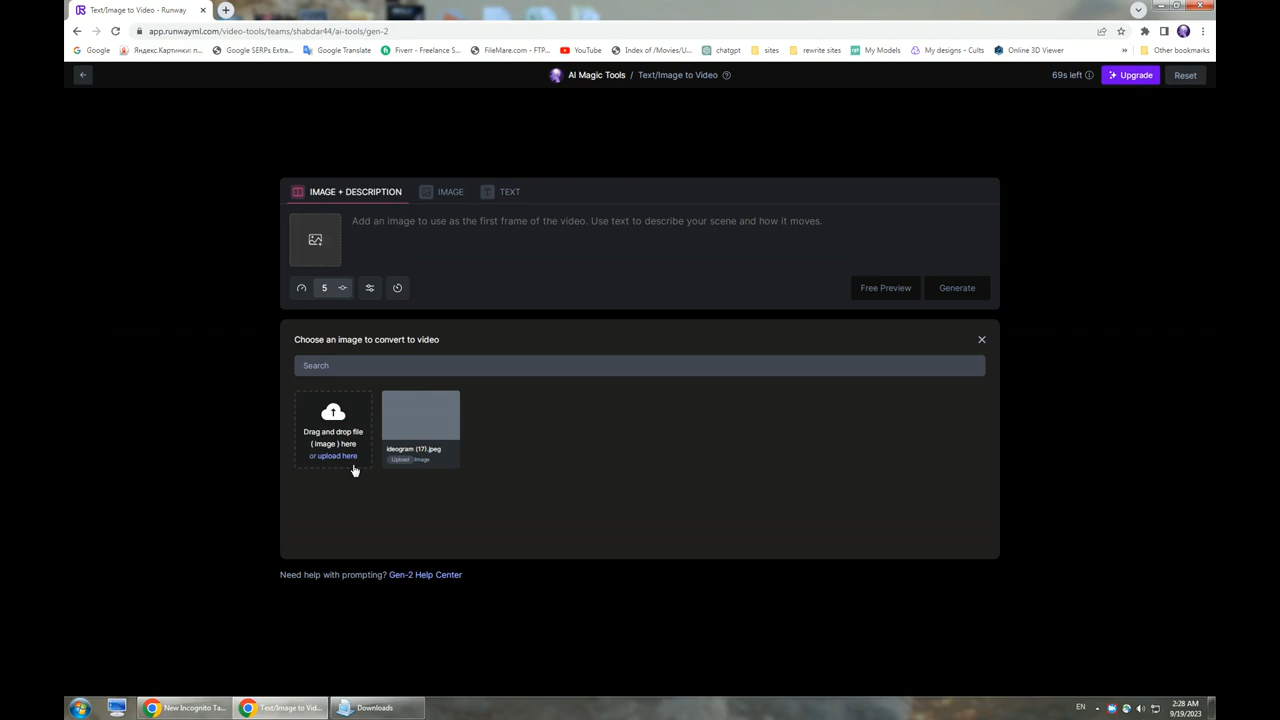 Text/Image to Video - Runway
app.runwayml.com/video-tools/teams/shabdar44/ai-tools/gen-2
Google
Яндекс.Картинки: п...
Google SERPs Extra...
Google Translate
Fiverr - Freelance S...
FileMare.com - FTP...
YouTube
Index of /Movies/U...
chatgpt
sites
rewrite sites
My Models
My designs - Cults
Online 3D Viewer
»
Other bookmarks
AI Magic Tools / Text/Image to Video
69s left
Upgrade
Reset
IMAGE + DESCRIPTION
IMAGE
TEXT
Add an image to use as the first frame of the video. Use text to describe your scene and how it moves.
5
Free Preview
Generate
Choose an image to convert to video
Search
Drag and drop file
( image ) here
or upload here
ideogram (17).jpeg
Upload Image
Need help with prompting? Gen-2 Help Center
New Incognito Ta...
Text/Image to Vid...
Downloads
EN
2:28 AM
9/19/2023